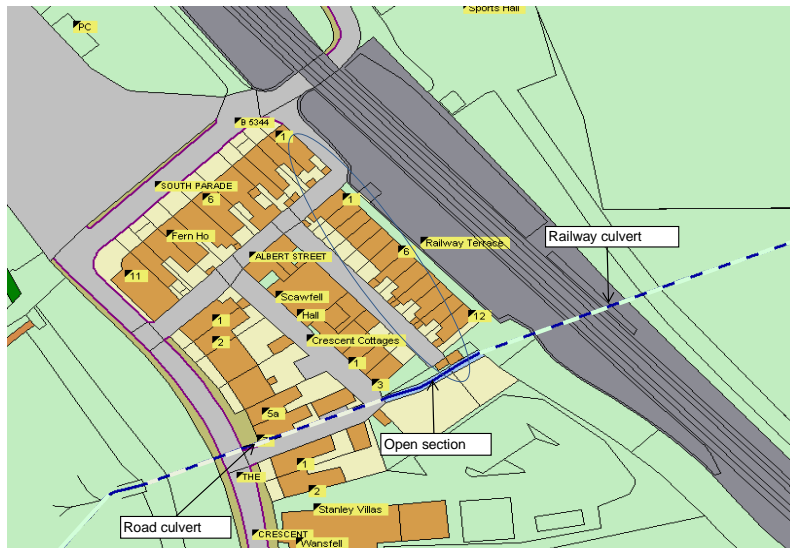 Sports Hall
PC
B 5344
1
SOUTH PARADE
6
1
Fern Ho
6
Railway Terrace
Railway culvert
ALBERT STREET
11
Scawfell
Hall
1
12
2
Crescent Cottages
1
3
5a
Open section
1
THE
2
Stanley Villas
Road culvert
CRESCENT
Wansfell